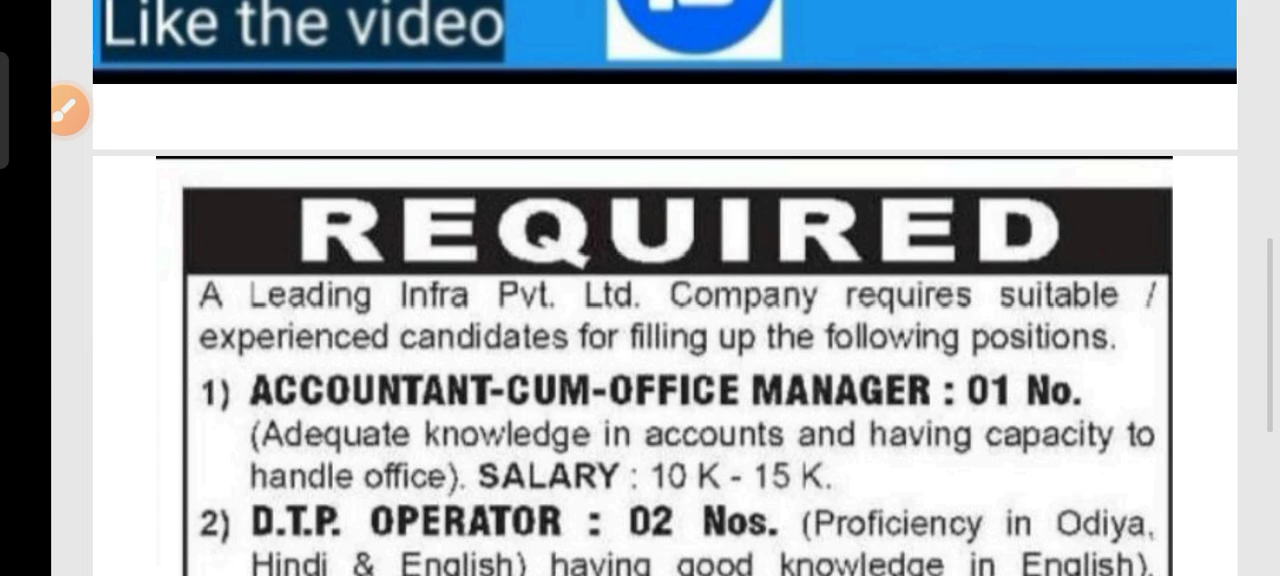 Like the video
REQUIRED
A Leading Infra Pvt. Ltd. Company requires suitable /
experienced candidates for filling up the following positions.
1) ACCOUNTANT-CUM-OFFICE MANAGER : 01 No.
(Adequate knowledge in accounts and having capacity to
handle office). SALARY : 10 K - 15 K.
2) D.T.P. OPERATOR : 02 Nos. (Proficiency in Odiya,
Hindi & English) having good knowledge in English).